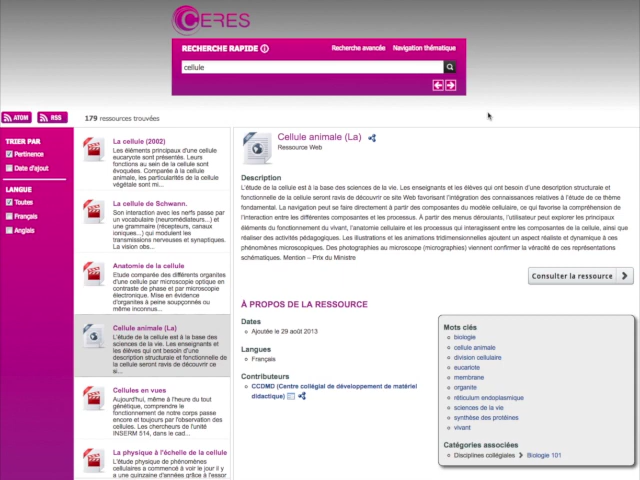 CERES
RECHERCHE RAPIDE
Recherche avancée
Navigation thématique
cellule
ATOM
RSS
179 ressources trouvées
TRIER PAR
Pertinence
Date d'ajout
LANGUE
Toutes
Français
Anglais
La cellule (2002)
Les éléments principaux d'une cellule
eucaryote sont présentés. Leurs
fonctions au sein de la cellule sont
évoquées. Comparée à la cellule
animale, les particularités de la cellule
végétale sont mi...
La cellule de Schwann.
Son interaction avec les nerfs passe par
un vocabulaire (neuromédiateurs...) et
une grammaire (récepteurs, canaux
ioniques...) qui modulent les
transmissions nerveuses et synaptiques.
La vision obs...
Anatomie de la cellule
Etude comparée des différents organites
d'une cellule par microscopie optique en
contraste de phase et par microscopie
électronique. Mise en évidence
d'organites à peine soupçonnés ou
même inconnus...
Cellule animale (La)
L'étude de la cellule est à la base des
sciences de la vie. Les enseignants et
les élèves qui ont besoin d'une
description structurale et fonctionnelle de
la cellule seront ravis de découvrir ce
si...
Cellules en vues
Aujourd'hui, même à l'heure du tout
génétique, comprendre le
fonctionnement de notre corps passe
encore et toujours par l'observation des
cellules. Les chercheurs de l'unité
INSERM 514, dans le cad...
La physique à l'échelle de la cellule
L'étude physique de phénomènes
cellulaires a commencé à voir le jour il y
a une quinzaine d'années grâce à l'essor
Cellule animale (La)
Ressource Web
Description
L'étude de la cellule est à la base des sciences de la vie. Les enseignants et les élèves qui ont besoin d'une description structurale et
fonctionnelle de la cellule seront ravis de découvrir ce site Web favorisant l'intégration des connaissances relatives à l'étude de ce thème
fondamental. La navigation peut se faire directement à partir des composantes du modèle cellulaire, ce qui favorise la compréhension de
l'interaction entre les différentes composantes et les processus. À partir des menus déroulants, l'utilisateur peut explorer les principaux
éléments du fonctionnement du vivant, l'anatomie cellulaire et les processus qui interagissent entre les composantes de la cellule, ainsi que
réaliser des activités pédagogiques. Les illustrations et les animations tridimensionnelles ajoutent un aspect réaliste et dynamique à ces
phénomènes microscopiques. Des photographies au microscope (micrographies) viennent confirmer la véracité de ces représentations
schématiques. Mention – Prix du Ministre
Consulter la ressource
À PROPOS DE LA RESSOURCE
Dates
Ajoutée le 29 août 2013
Langues
Français
Contributeurs
CCDMD (Centre collégial de développement de matériel
didactique)
Mots clés
biologie
cellule animale
division cellulaire
eucariote
membrane
organite
réticulum endoplasmique
sciences de la vie
synthèse des protéines
vivant
Catégories associées
Disciplines collégiales > Biologie 101